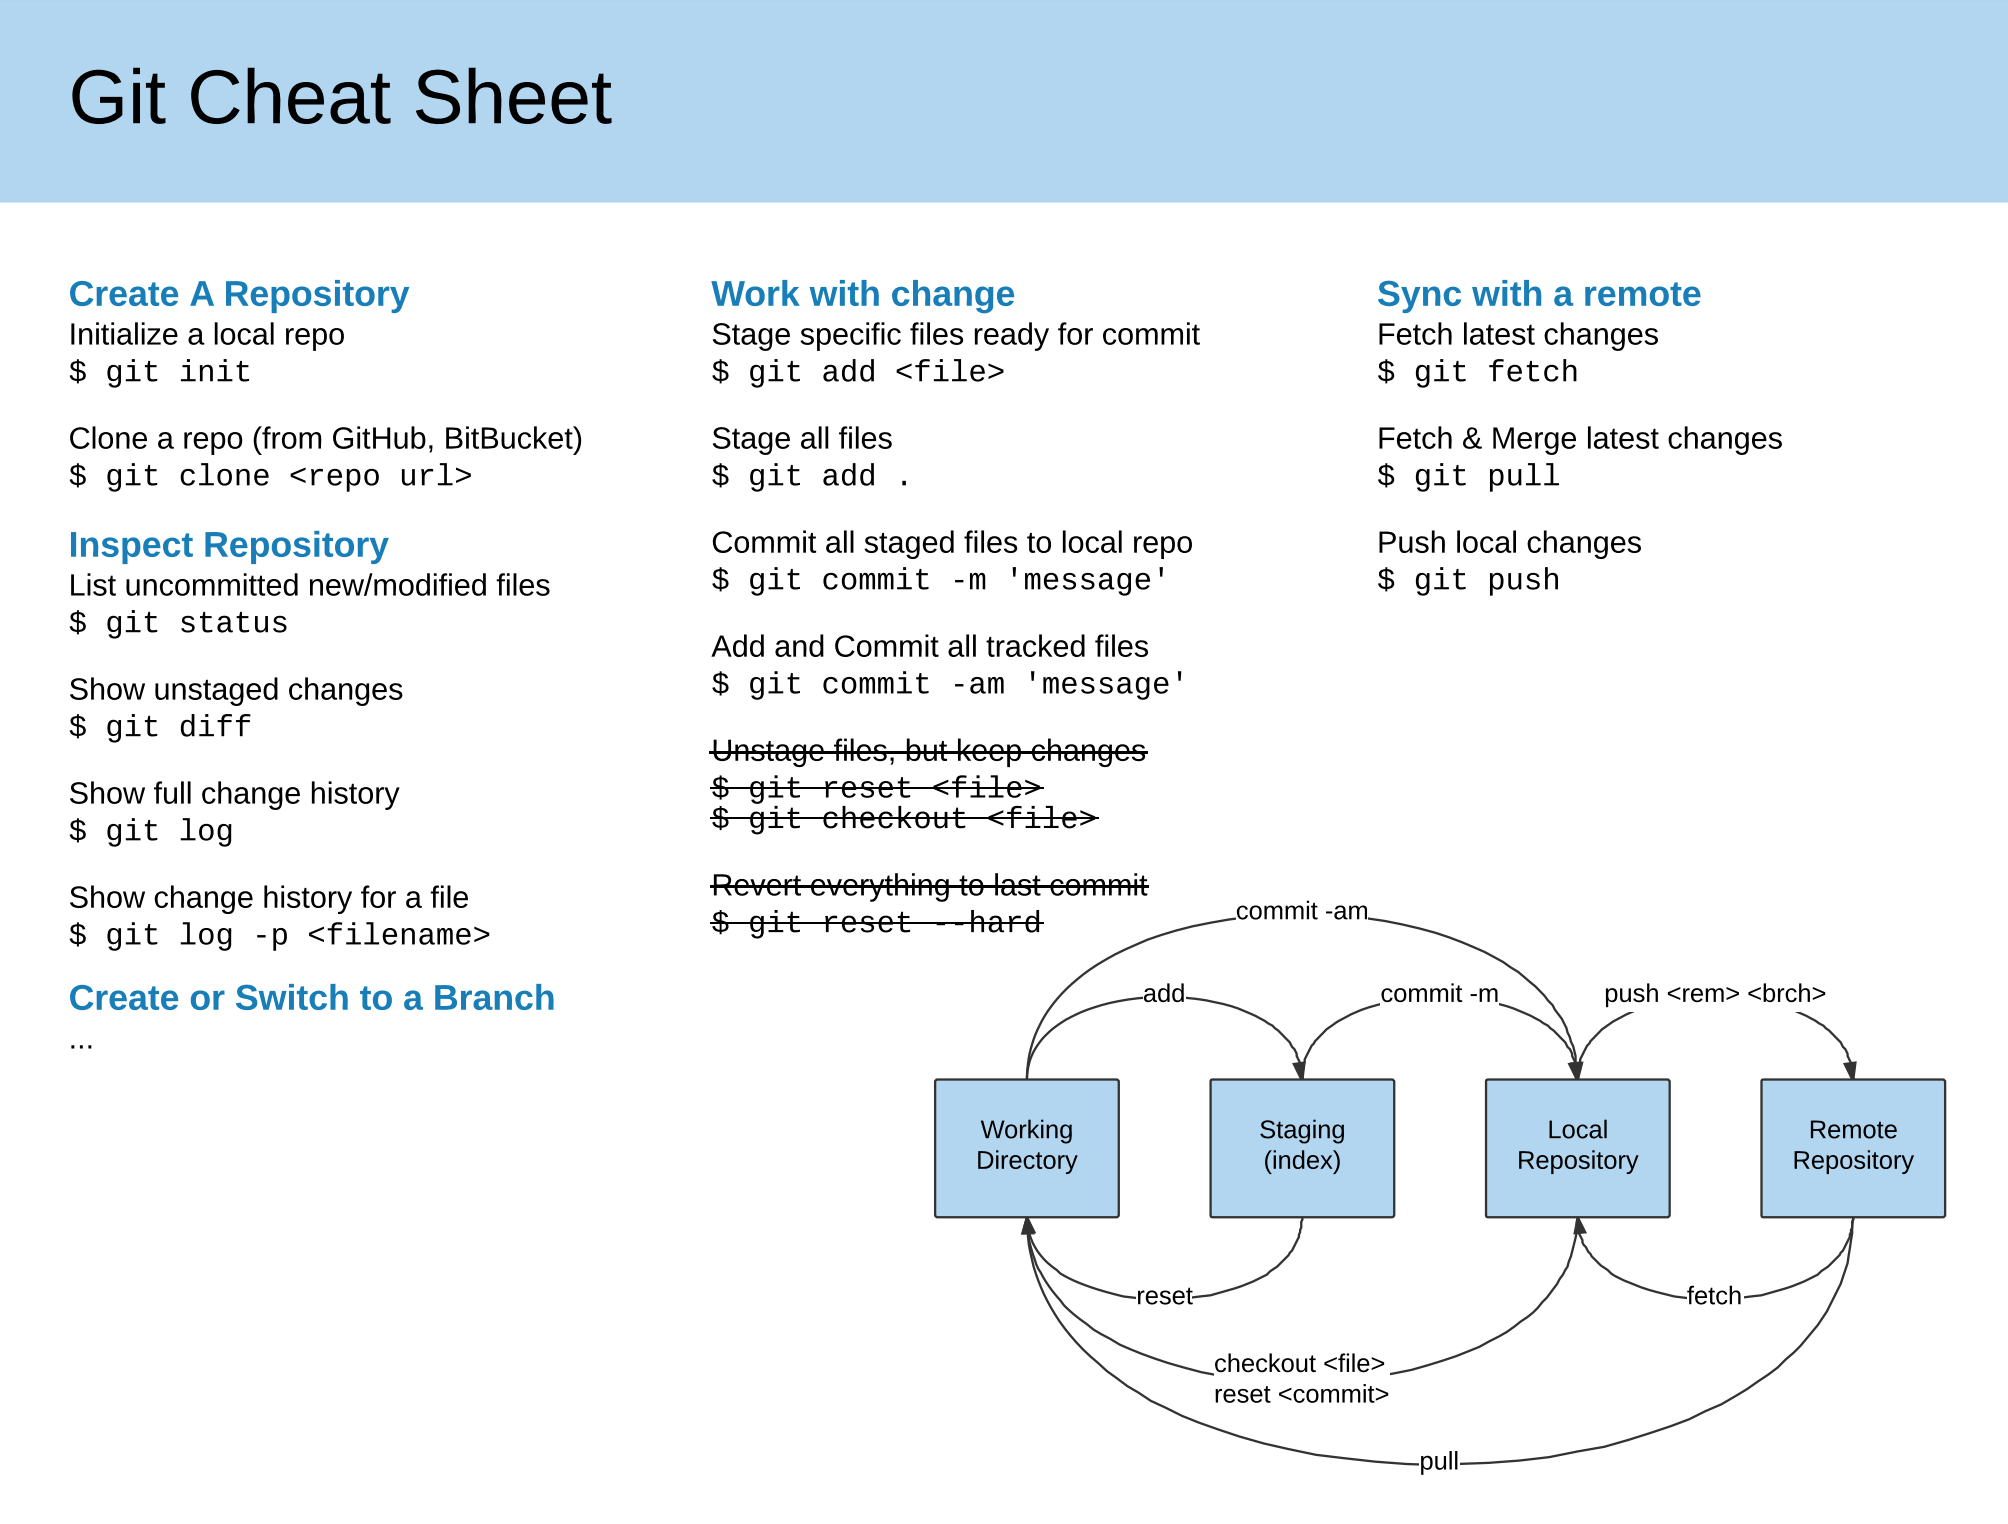 Git Cheat Sheet
Create A Repository
Initialize a local repo
$ git init
Clone a repo (from GitHub, BitBucket)
$ git clone <repo url>
Inspect Repository
List uncommitted new/modified files
$ git status
Show unstaged changes
$ git diff
Show full change history
$ git log
Show change history for a file
$ git log -p <filename>
Create or Switch to a Branch
...
Work with change
Stage specific files ready for commit
$ git add <file>
Stage all files
$ git add .
Commit all staged files to local repo
$ git commit -m 'message'
Add and Commit all tracked files
$ git commit -am 'message'
Unstage files, but keep changes
$ git reset <file>
$ git checkout <file>
Revert everything to last commit
$ git reset --hard
Sync with a remote
Fetch latest changes
$ git fetch
Fetch & Merge latest changes
$ git pull
Push local changes
$ git push
commit -am
add
commit -m
push <rem> <brch>
Working
Directory
Staging
(index)
Local
Repository
Remote
Repository
reset
fetch
checkout <file>
reset <commit>
pull